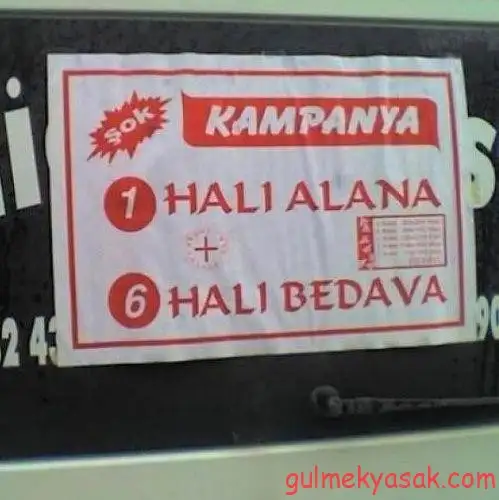 ŞOK
KAMPANYA
1 HALI ALANA
+
6 HALI BEDAVA
gulmekyasak.com